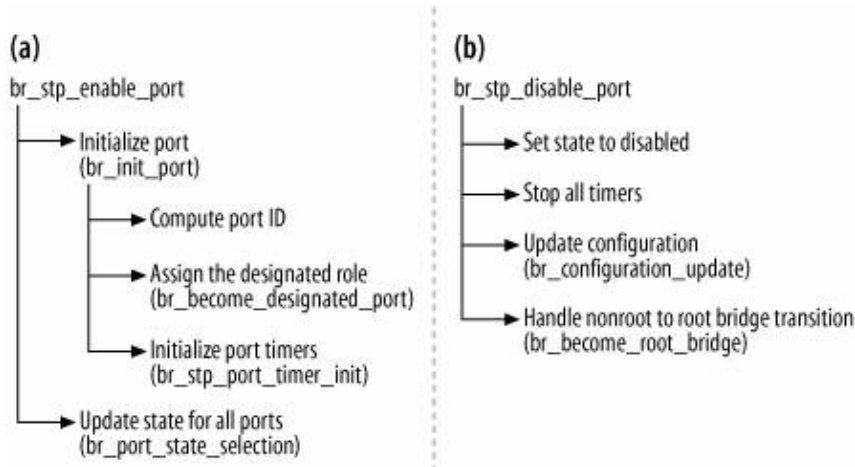 (a)
br_stp_enable_port
Initialize port
(br_init_port)
Compute port ID
Assign the designated role
(br_become_designated_port)
Initialize port timers
(br_stp_port_timer_init)
Update state for all ports
(br_port_state_selection)
(b)
br_stp_disable_port
Set state to disabled
Stop all timers
Update configuration
(br_configuration_update)
Handle nonroot to root bridge transition
(br_become_root_bridge)